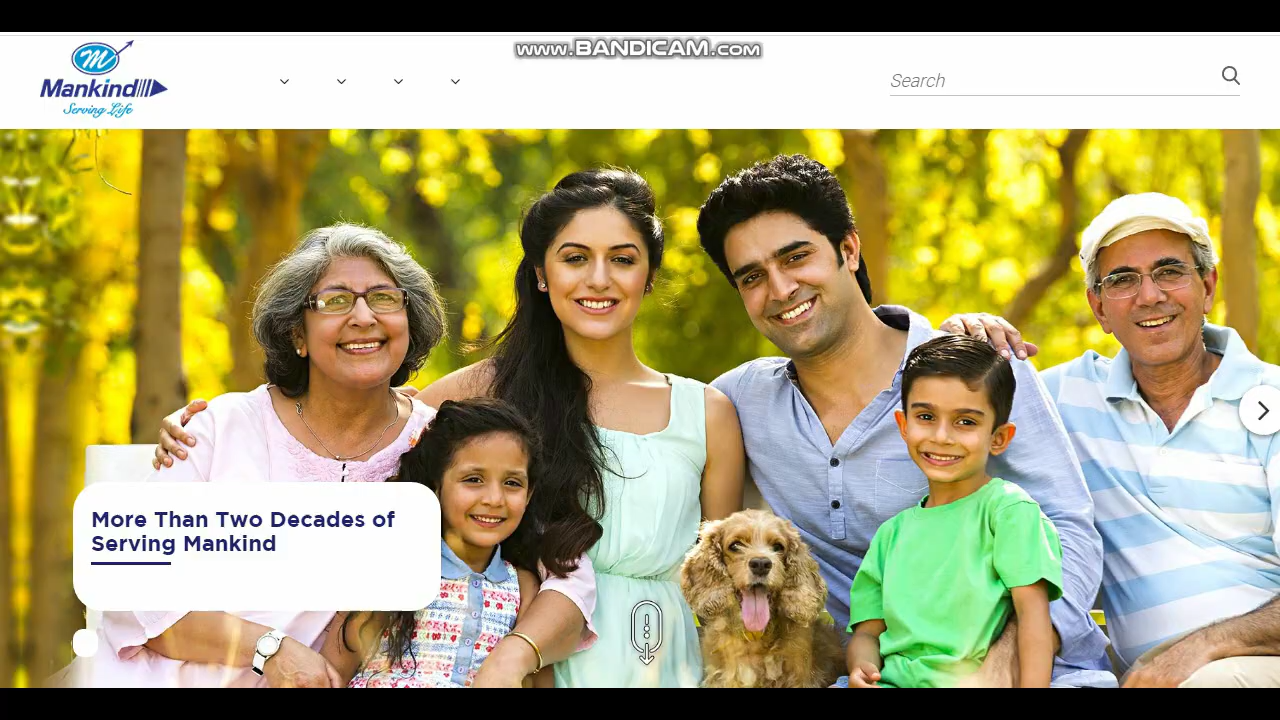 www.BANDICAM.com
Mankind
Serving Life
Search
More Than Two Decades of
Serving Mankind